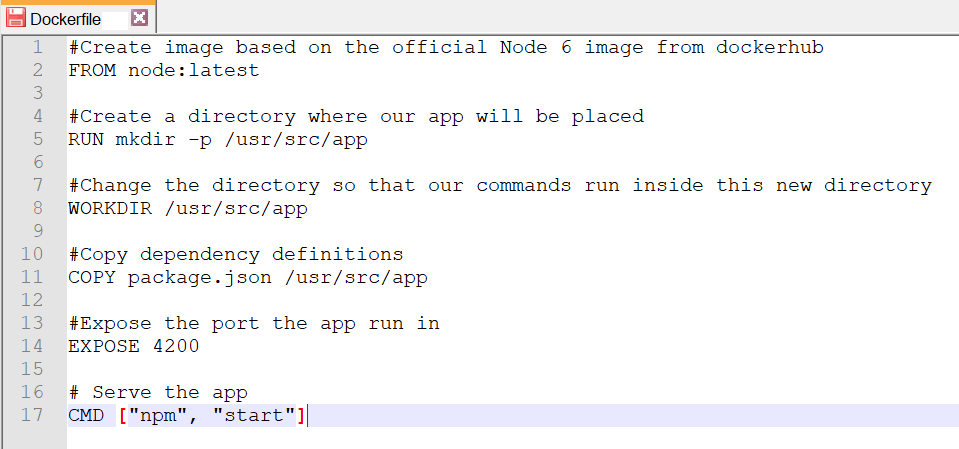 Dockerfile
1 #Create image based on the official Node 6 image from dockerhub
2 FROM node:latest
3
4 #Create a directory where our app will be placed
5 RUN mkdir -p /usr/src/app
6
7 #Change the directory so that our commands run inside this new directory
8 WORKDIR /usr/src/app
9
10 #Copy dependency definitions
11 COPY package.json /usr/src/app
12
13 #Expose the port the app run in
14 EXPOSE 4200
15
16 # Serve the app
17 CMD ["npm", "start"]